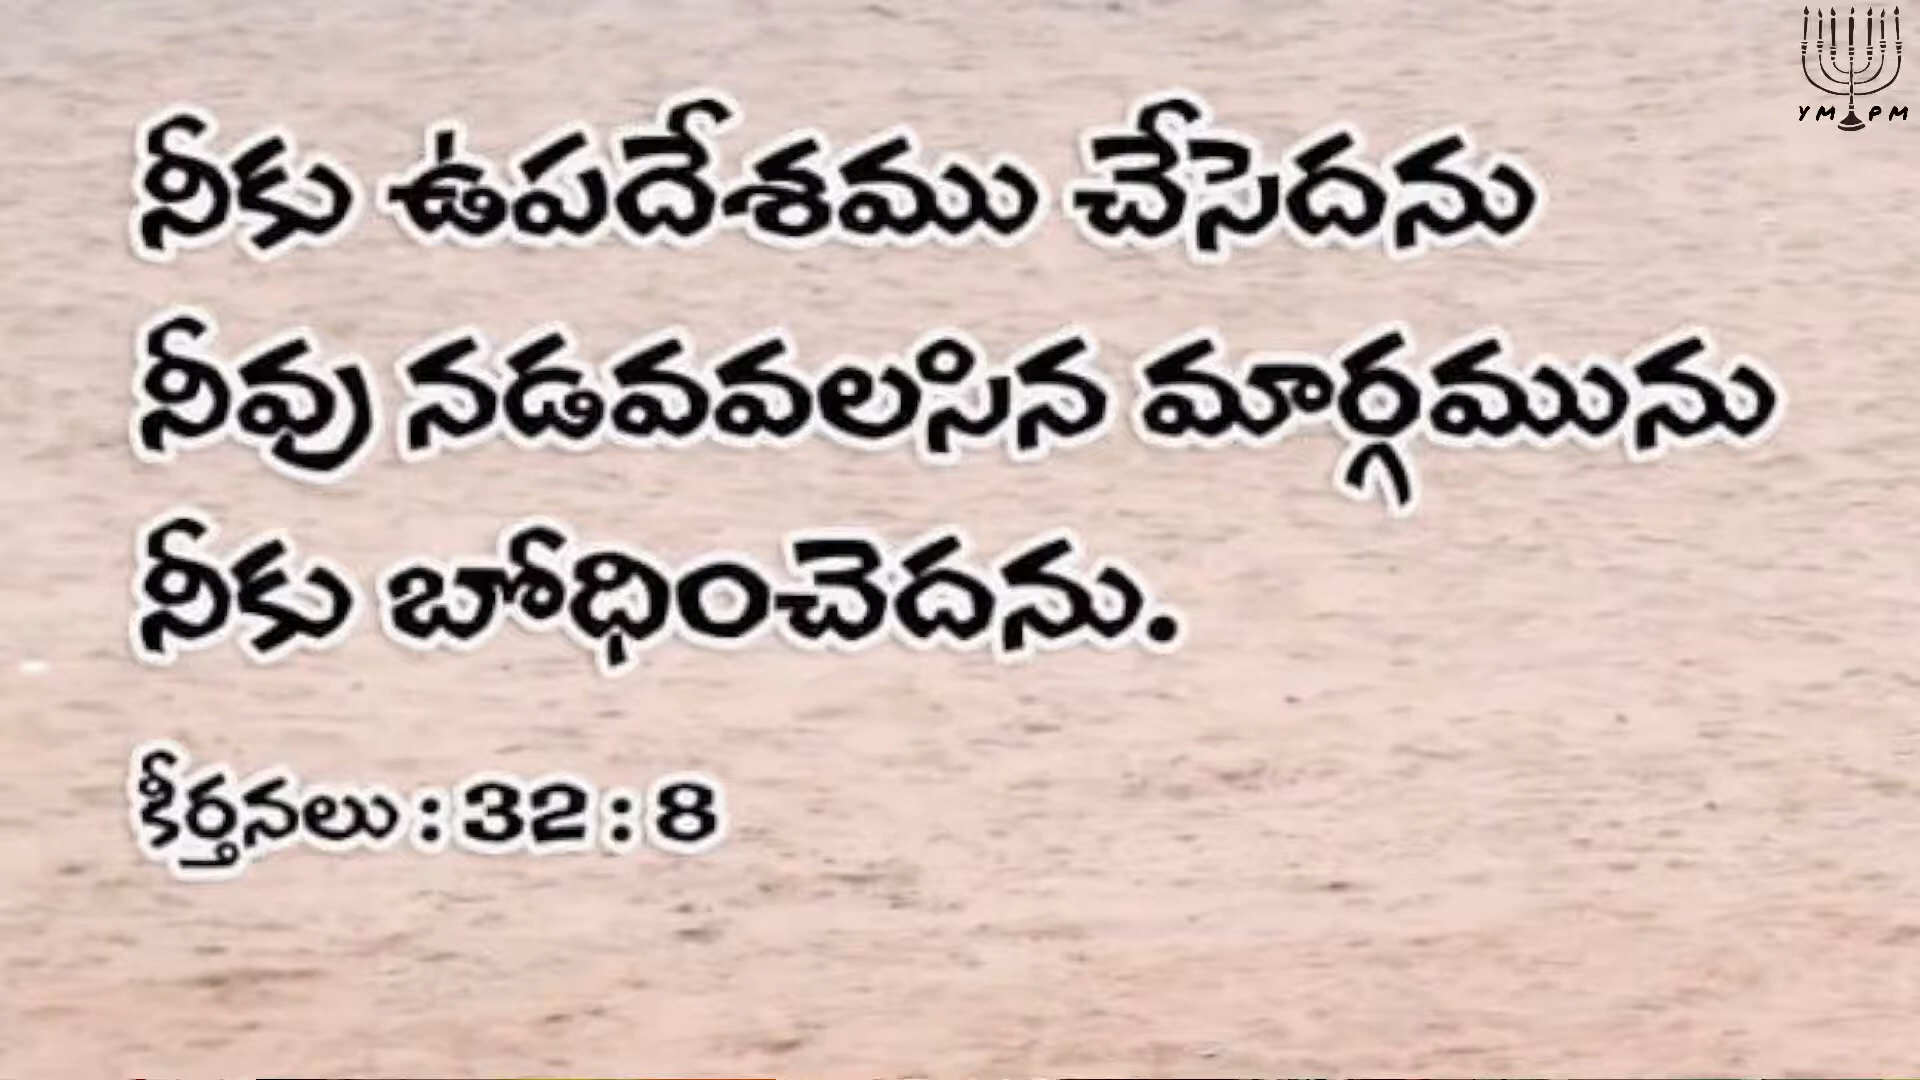 YMPM
నీకు ఉపదేశము చేసెదను
నీవు నడవవలసిన మార్గమును
నీకు బోధించెదను.
కీర్తనలు : 32 : 8